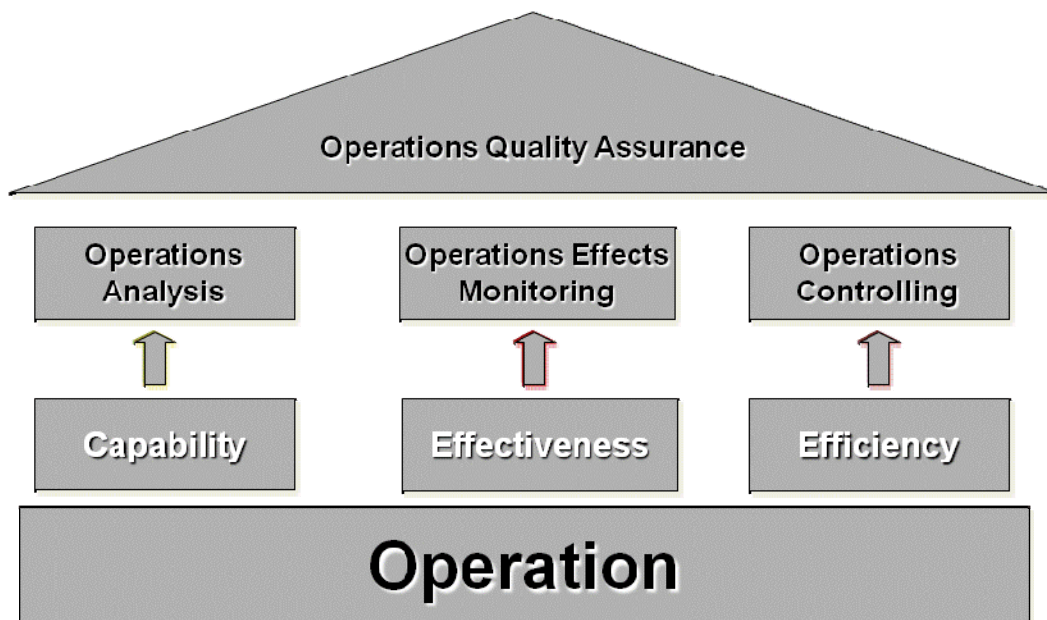 Operations Quality Assurance
Operations
Analysis
Operations Effects
Monitoring
Operations
Controlling
Capability
Effectiveness
Efficiency
Operation